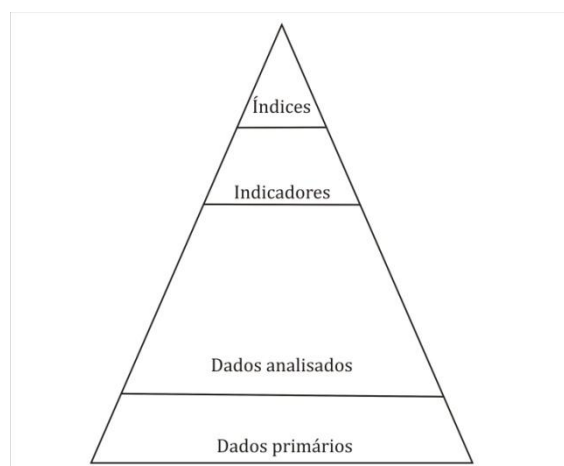 Índices
Indicadores
Dados analisados
Dados primários